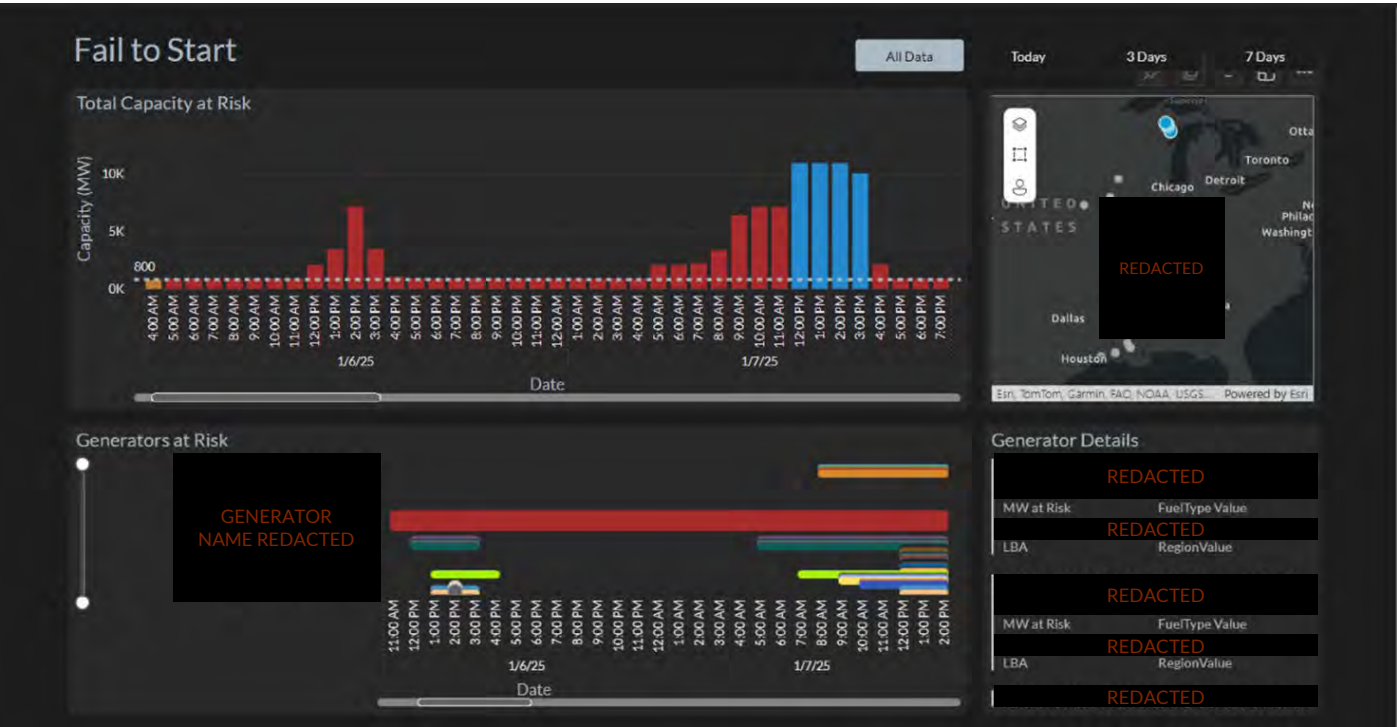 Fail to Start
All Data
Today
3 Days
7 Days
Total Capacity at Risk
Capacity (MW)
10K
5K
0K
800
4:00 AM
5:00 AM
6:00 AM
7:00 AM
8:00 AM
9:00 AM
10:00 AM
11:00 AM
12:00 PM
1:00 PM
2:00 PM
3:00 PM
4:00 PM
5:00 PM
6:00 PM
7:00 PM
8:00 PM
9:00 PM
10:00 PM
11:00 PM
12:00 AM
1:00 AM
2:00 AM
3:00 AM
4:00 AM
5:00 AM
6:00 AM
7:00 AM
8:00 AM
9:00 AM
10:00 AM
11:00 AM
12:00 PM
1:00 PM
2:00 PM
3:00 PM
4:00 PM
5:00 PM
6:00 PM
7:00 PM
1/6/25
1/7/25
Date
Superior
Otta
Toronto
Detroit
Chicago
UNITED
STATES
Philad
Washingt
REDACTED
Dallas
Houston
Esri, TomTom, Garmin, FAO, NOAA, USGS...
Powered by Esri
Generators at Risk
GENERATOR
NAME REDACTED
11:00 AM
12:00 PM
1:00 PM
2:00 PM
3:00 PM
4:00 PM
5:00 PM
6:00 PM
7:00 PM
8:00 PM
9:00 PM
10:00 PM
11:00 PM
12:00 AM
1:00 AM
2:00 AM
3:00 AM
4:00 AM
5:00 AM
6:00 AM
7:00 AM
8:00 AM
9:00 AM
10:00 AM
11:00 AM
12:00 PM
1:00 PM
2:00 PM
1/6/25
1/7/25
Date
Generator Details
REDACTED
MW at Risk FuelType Value
REDACTED
LBA RegionValue
REDACTED
MW at Risk FuelType Value
REDACTED
LBA RegionValue
REDACTED